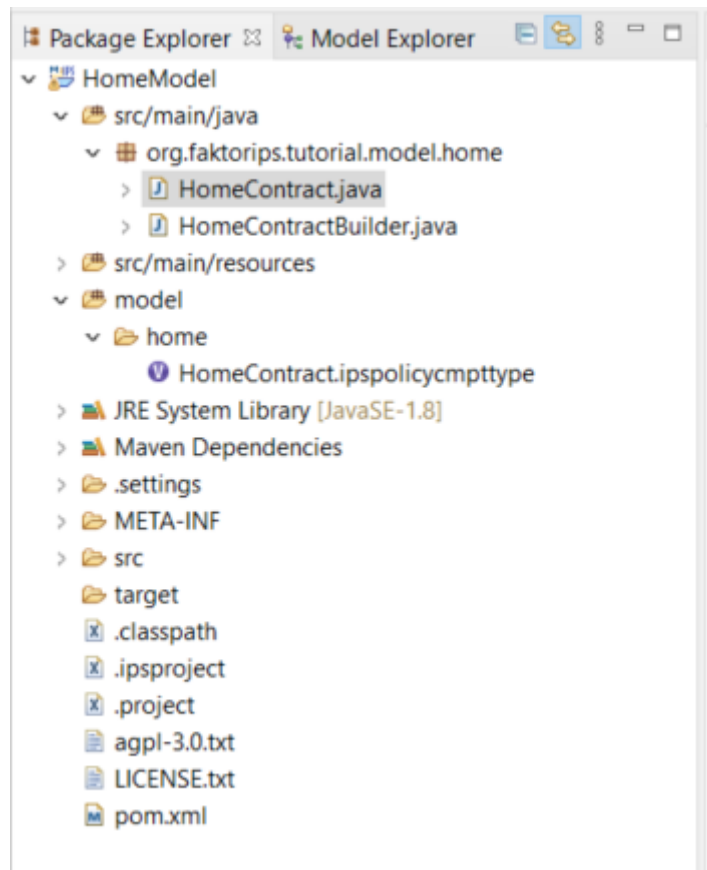 Package Explorer Model Explorer
HomeModel
src/main/java
org.faktorips.tutorial.model.home
HomeContract.java
HomeContractBuilder.java
src/main/resources
model
home
HomeContract.ipspolicycmpttype
JRE System Library [JavaSE-1.8]
Maven Dependencies
.settings
META-INF
src
target
.classpath
.ipsproject
.project
agpl-3.0.txt
LICENSE.txt
pom.xml